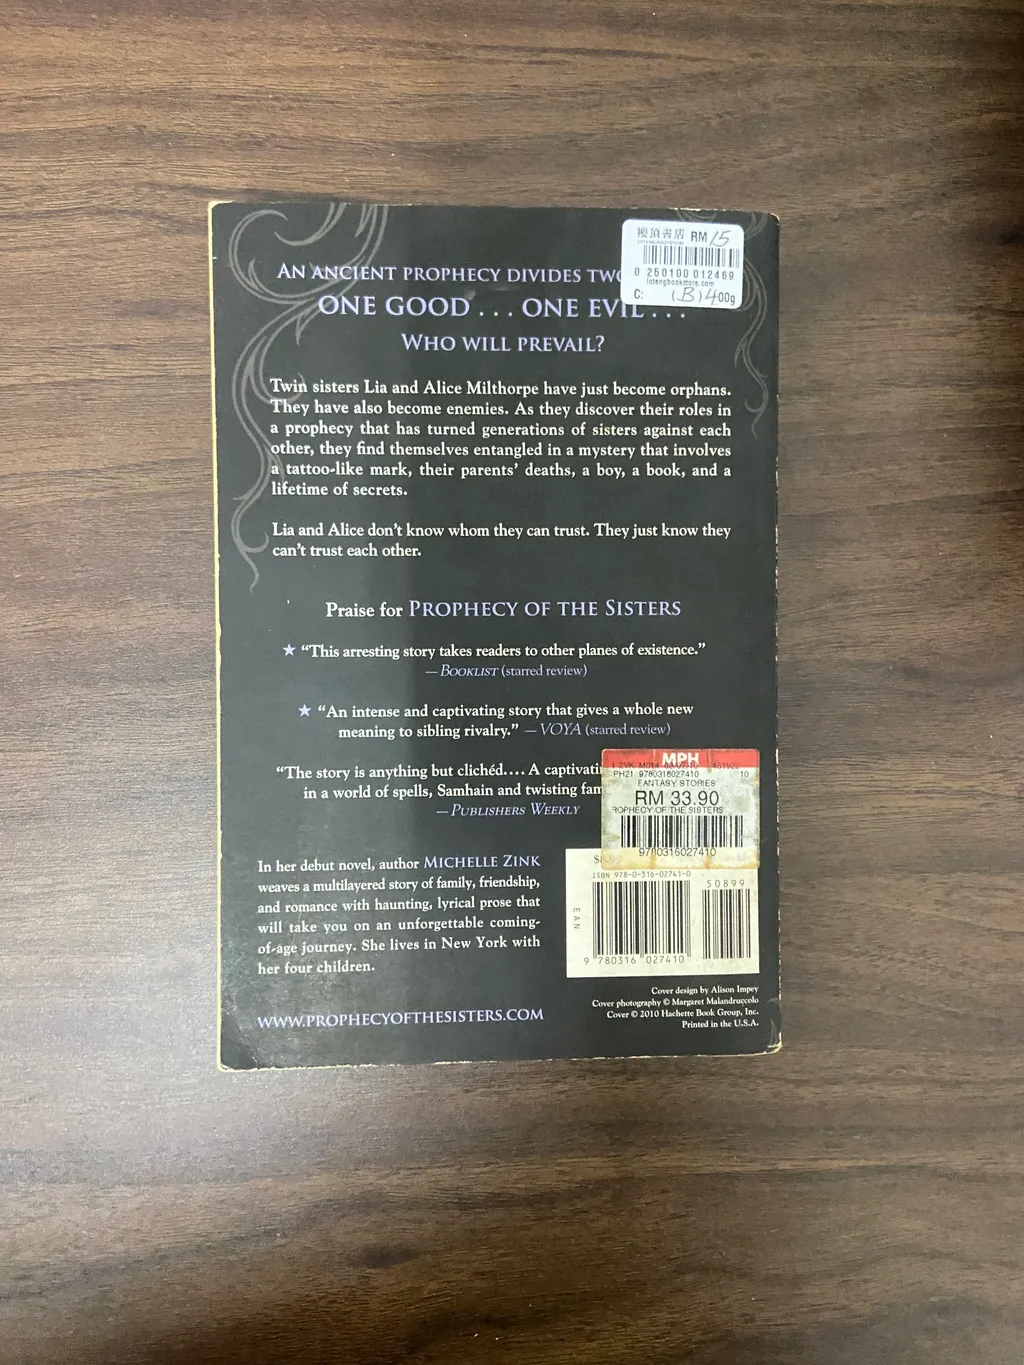 樓頂書店 RM 15
0 250100 012469
lotengbookstore.com
C: (B) 400g
AN ANCIENT PROPHECY DIVIDES TWO
ONE GOOD . . . ONE EVIL . . .
WHO WILL PREVAIL?
Twin sisters Lia and Alice Milthorpe have just become orphans.
They have also become enemies. As they discover their roles in
a prophecy that has turned generations of sisters against each
other, they find themselves entangled in a mystery that involves
a tattoo-like mark, their parents' deaths, a boy, a book, and a
lifetime of secrets.
Lia and Alice don't know whom they can trust. They just know they
can't trust each other.
Praise for PROPHECY OF THE SISTERS
★ "This arresting story takes readers to other planes of existence."
—BOOKLIST (starred review)
★ "An intense and captivating story that gives a whole new
meaning to sibling rivalry." —VOYA (starred review)
"The story is anything but clichéd.... A captivati
in a world of spells, Samhain and twisting fam
—PUBLISHERS WEEKLY
MPH
PH21 9780316027410 10
FANTASY STORIES
RM 33.90
ROPHECY OF THE SISTERS
9780316027410
In her debut novel, author MICHELLE ZINK
weaves a multilayered story of family, friendship,
and romance with haunting, lyrical prose that
will take you on an unforgettable coming-
of-age journey. She lives in New York with
her four children.
WWW.PROPHECYOFTHESISTERS.COM
ISBN 978-0-316-02741-0
50899
EAN
9 780316 027410
Cover design by Alison Impey
Cover photography © Margaret Malandruccolo
Cover © 2010 Hachette Book Group, Inc.
Printed in the U.S.A.